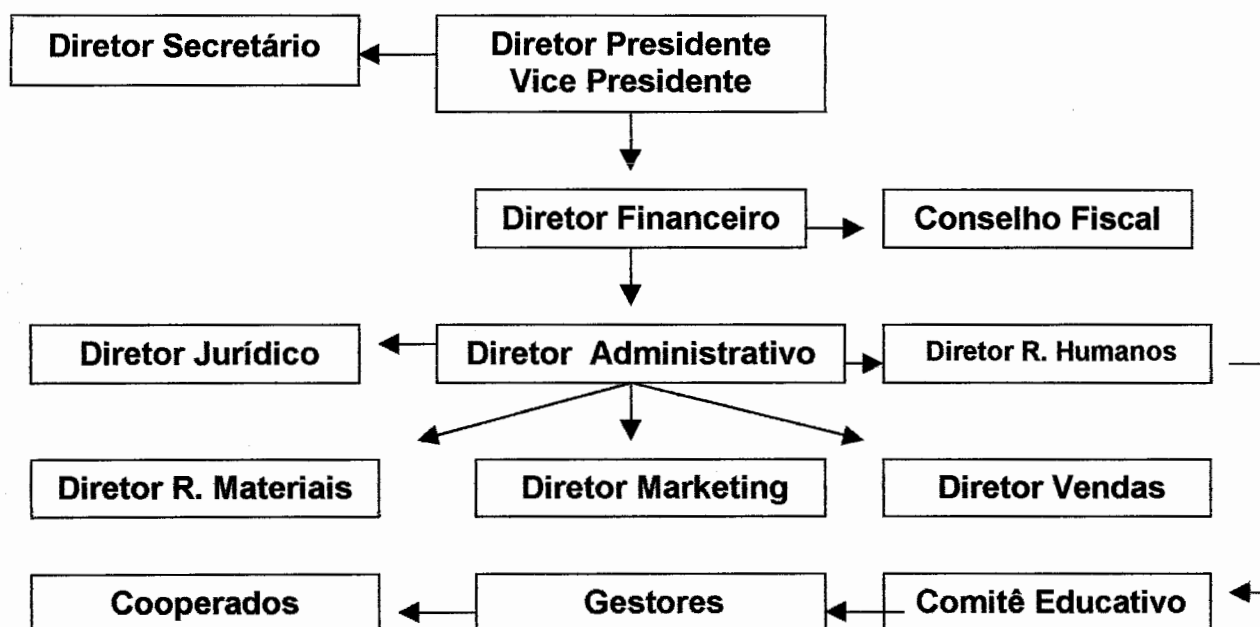 Diretor Secretário
Diretor Presidente
Vice Presidente
Diretor Financeiro
Conselho Fiscal
Diretor Jurídico
Diretor Administrativo
Diretor R. Humanos
Diretor R. Materiais
Diretor Marketing
Diretor Vendas
Cooperados
Gestores
Comitê Educativo